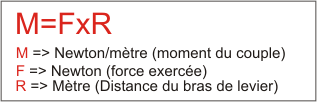 M=FxR
M => Newton/mètre (moment du couple)
F => Newton (force exercée)
R => Mètre (Distance du bras de levier)